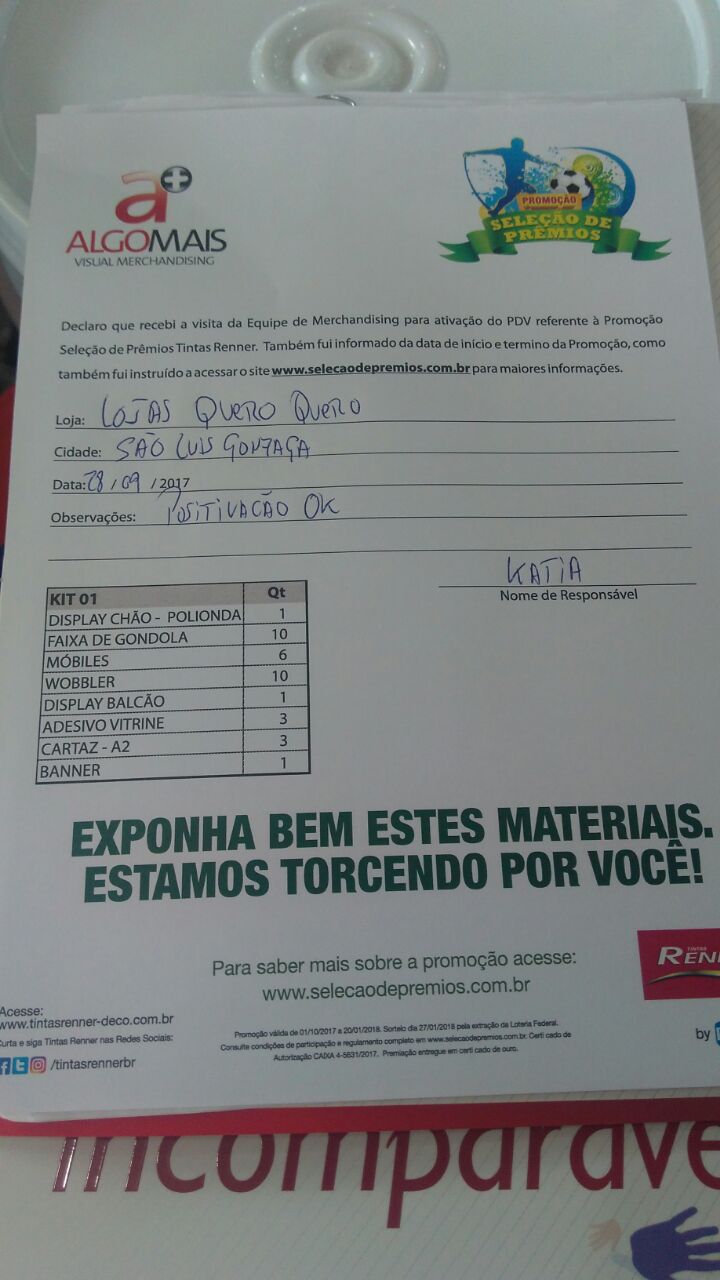 a+
ALGOMAIS
VISUAL MERCHANDISING
PROMOÇÃO
SELEÇÃO DE
PRÊMIOS
Declaro que recebi a visita da Equipe de Merchandising para ativação do PDV referente à Promoção
Seleção de Prêmios Tintas Renner. Também fui informado da data de início e termino da Promoção, como
também fui instruído a acessar o site www.selecaodepremios.com.br para maiores informações.
Loja: LOJAS QUERO QUERO
Cidade: SÃO LUIS GONZAGA
Data: 28 / 09 / 2017
Observações: POSITIVACÃO OK
KATIA
Nome de Responsável
KIT 01 Qt
DISPLAY CHÃO - POLIONDA 1
FAIXA DE GONDOLA 10
MÓBILES 6
WOBBLER 10
DISPLAY BALCÃO 1
ADESIVO VITRINE 3
CARTAZ - A2 3
BANNER 1
EXPONHA BEM ESTES MATERIAIS.
ESTAMOS TORCENDO POR VOCÊ!
Para saber mais sobre a promoção acesse:
www.selecaodepremios.com.br
TINTAS
RENN
Acesse:
www.tintasrenner-deco.com.br
Curta e siga Tintas Renner nas Redes Sociais:
/tintasrennerbr
Promoção válida de 01/10/2017 a 20/01/2018. Sorteio dia 27/01/2018 pela extração da Loteria Federal.
Consulte condições de participação e regulamento completo em www.selecaodepremios.com.br. Certi cado de
Autorização CAIXA 4-5631/2017. Premiação entregue em certi cado de ouro.
by
incomparáve